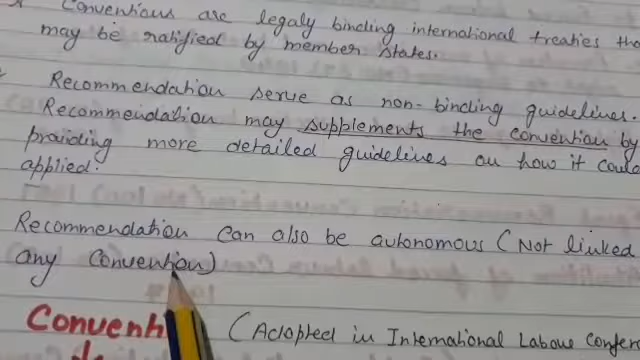 Conventions are legaly binding international treaties tha
may be ratified by member states.
Recommendation serve as non-binding guidelines.
Recommendation may supplements the convention by
providing more detailed guidelines on how it could
applied.
Recommendation can also be autonomous (Not linked
any Convention)
Conventi (Adopted in International Labour Confer